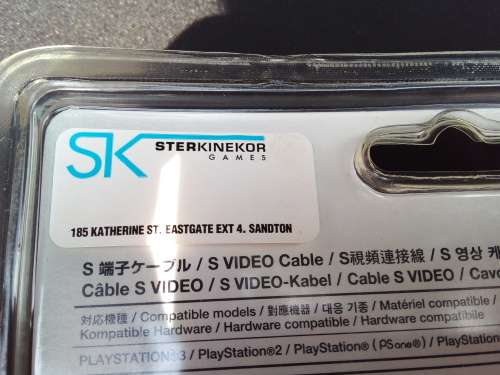 SK STERKINEKOR
GAMES
185 KATHERINE ST. EASTGATE EXT 4. SANDTON
S 端子ケーブル / S VIDEO Cable / S視頻連接線 / S 영상 케
Câble S VIDEO / S VIDEO-Kabel / Cable S VIDEO / Cavo
対応機種 / Compatible models / 對應機器 / 대응 기종 / Matériel compatible /
Kompatible Hardware / Hardware compatible / Hardware compatible
PLAYSTATION®3 / PlayStation®2 / PlayStation® ( PSone® )